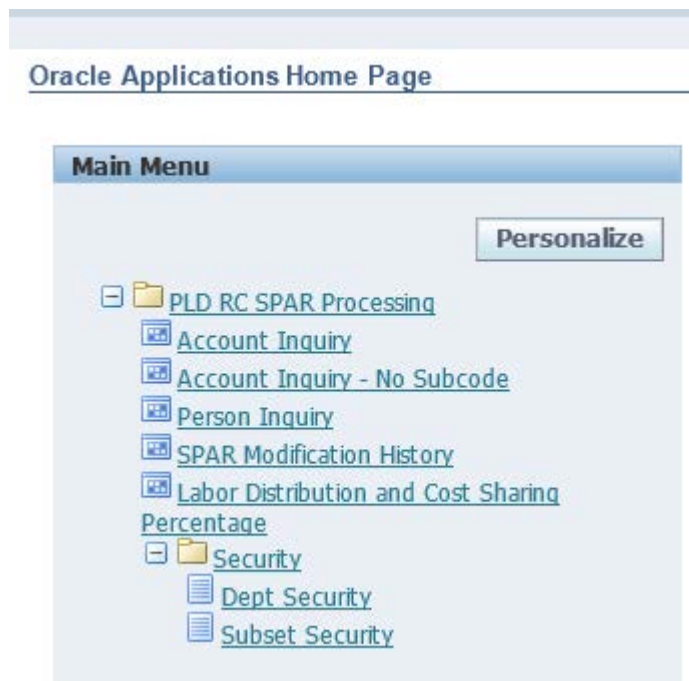 Oracle Applications Home Page
Main Menu
Personalize
PLD RC SPAR Processing
Account Inquiry
Account Inquiry - No Subcode
Person Inquiry
SPAR Modification History
Labor Distribution and Cost Sharing
Percentage
Security
Dept Security
Subset Security